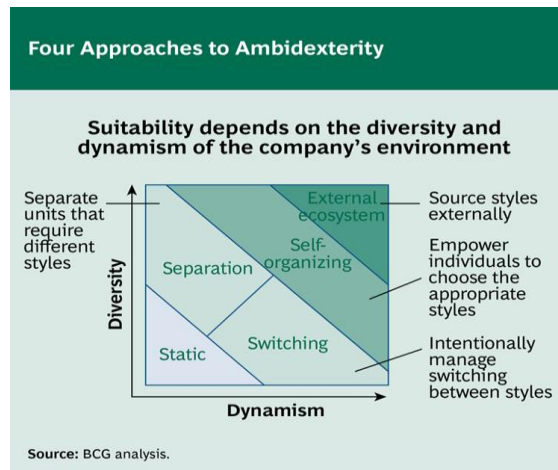 Four Approaches to Ambidexterity
Suitability depends on the diversity and
dynamism of the company's environment
Separate
units that
require
different
styles
Diversity
External
ecosystem
Self-
organizing
Separation
Switching
Static
Source styles
externally
Empower
individuals to
choose the
appropriate
styles
Intentionally
manage
switching
between styles
Dynamism
Source: BCG analysis.